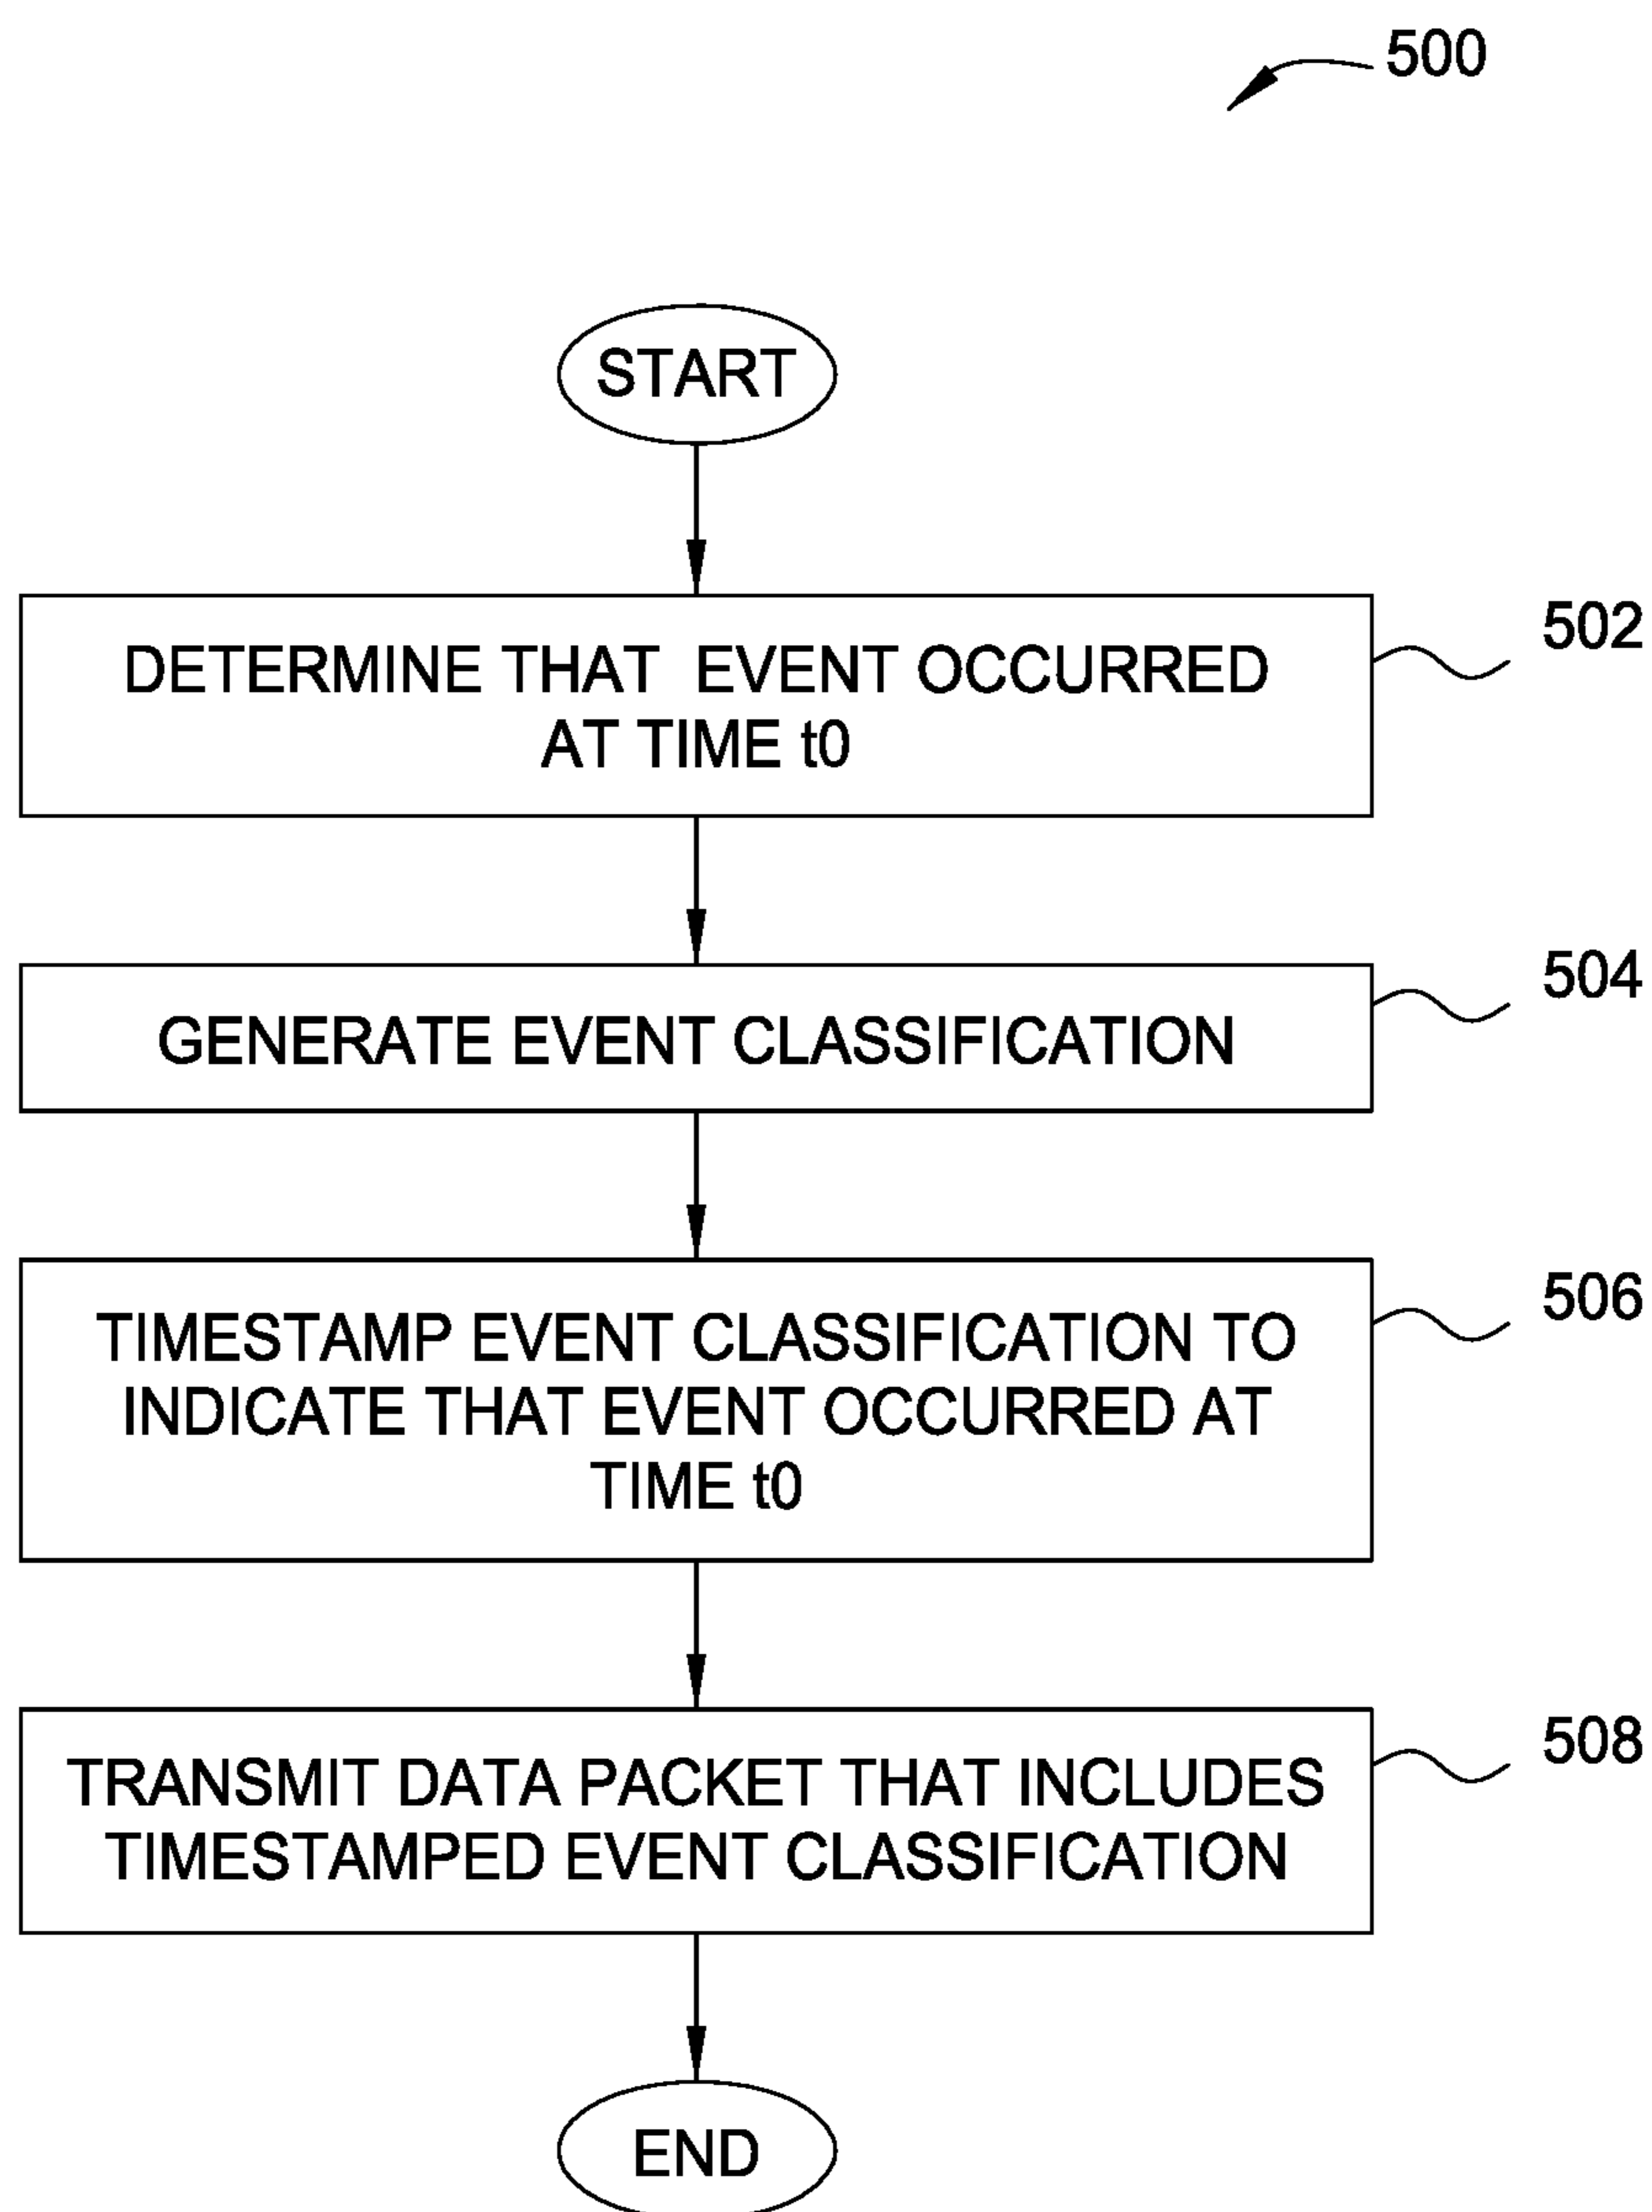 500
START
502
DETERMINE THAT EVENT OCCURRED
AT TIME t0
504
GENERATE EVENT CLASSIFICATION
506
TIMESTAMP EVENT CLASSIFICATION TO
INDICATE THAT EVENT OCCURRED AT
TIME t0
508
TRANSMIT DATA PACKET THAT INCLUDES
TIMESTAMPED EVENT CLASSIFICATION
END